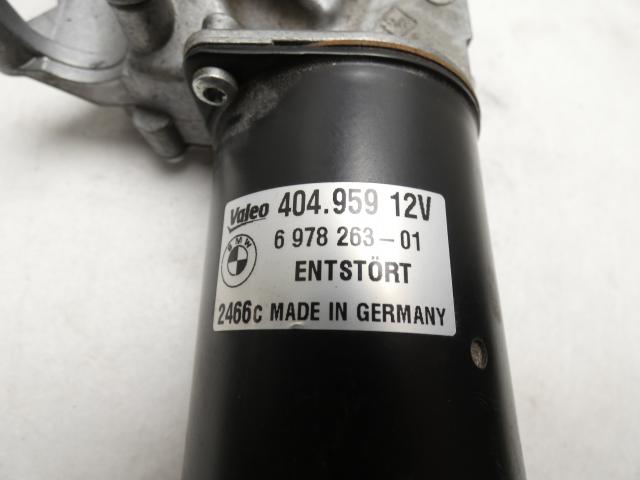 Valeo 404.959 12V
BMW 6 978 263-01
ENTSTÖRT
2466c MADE IN GERMANY